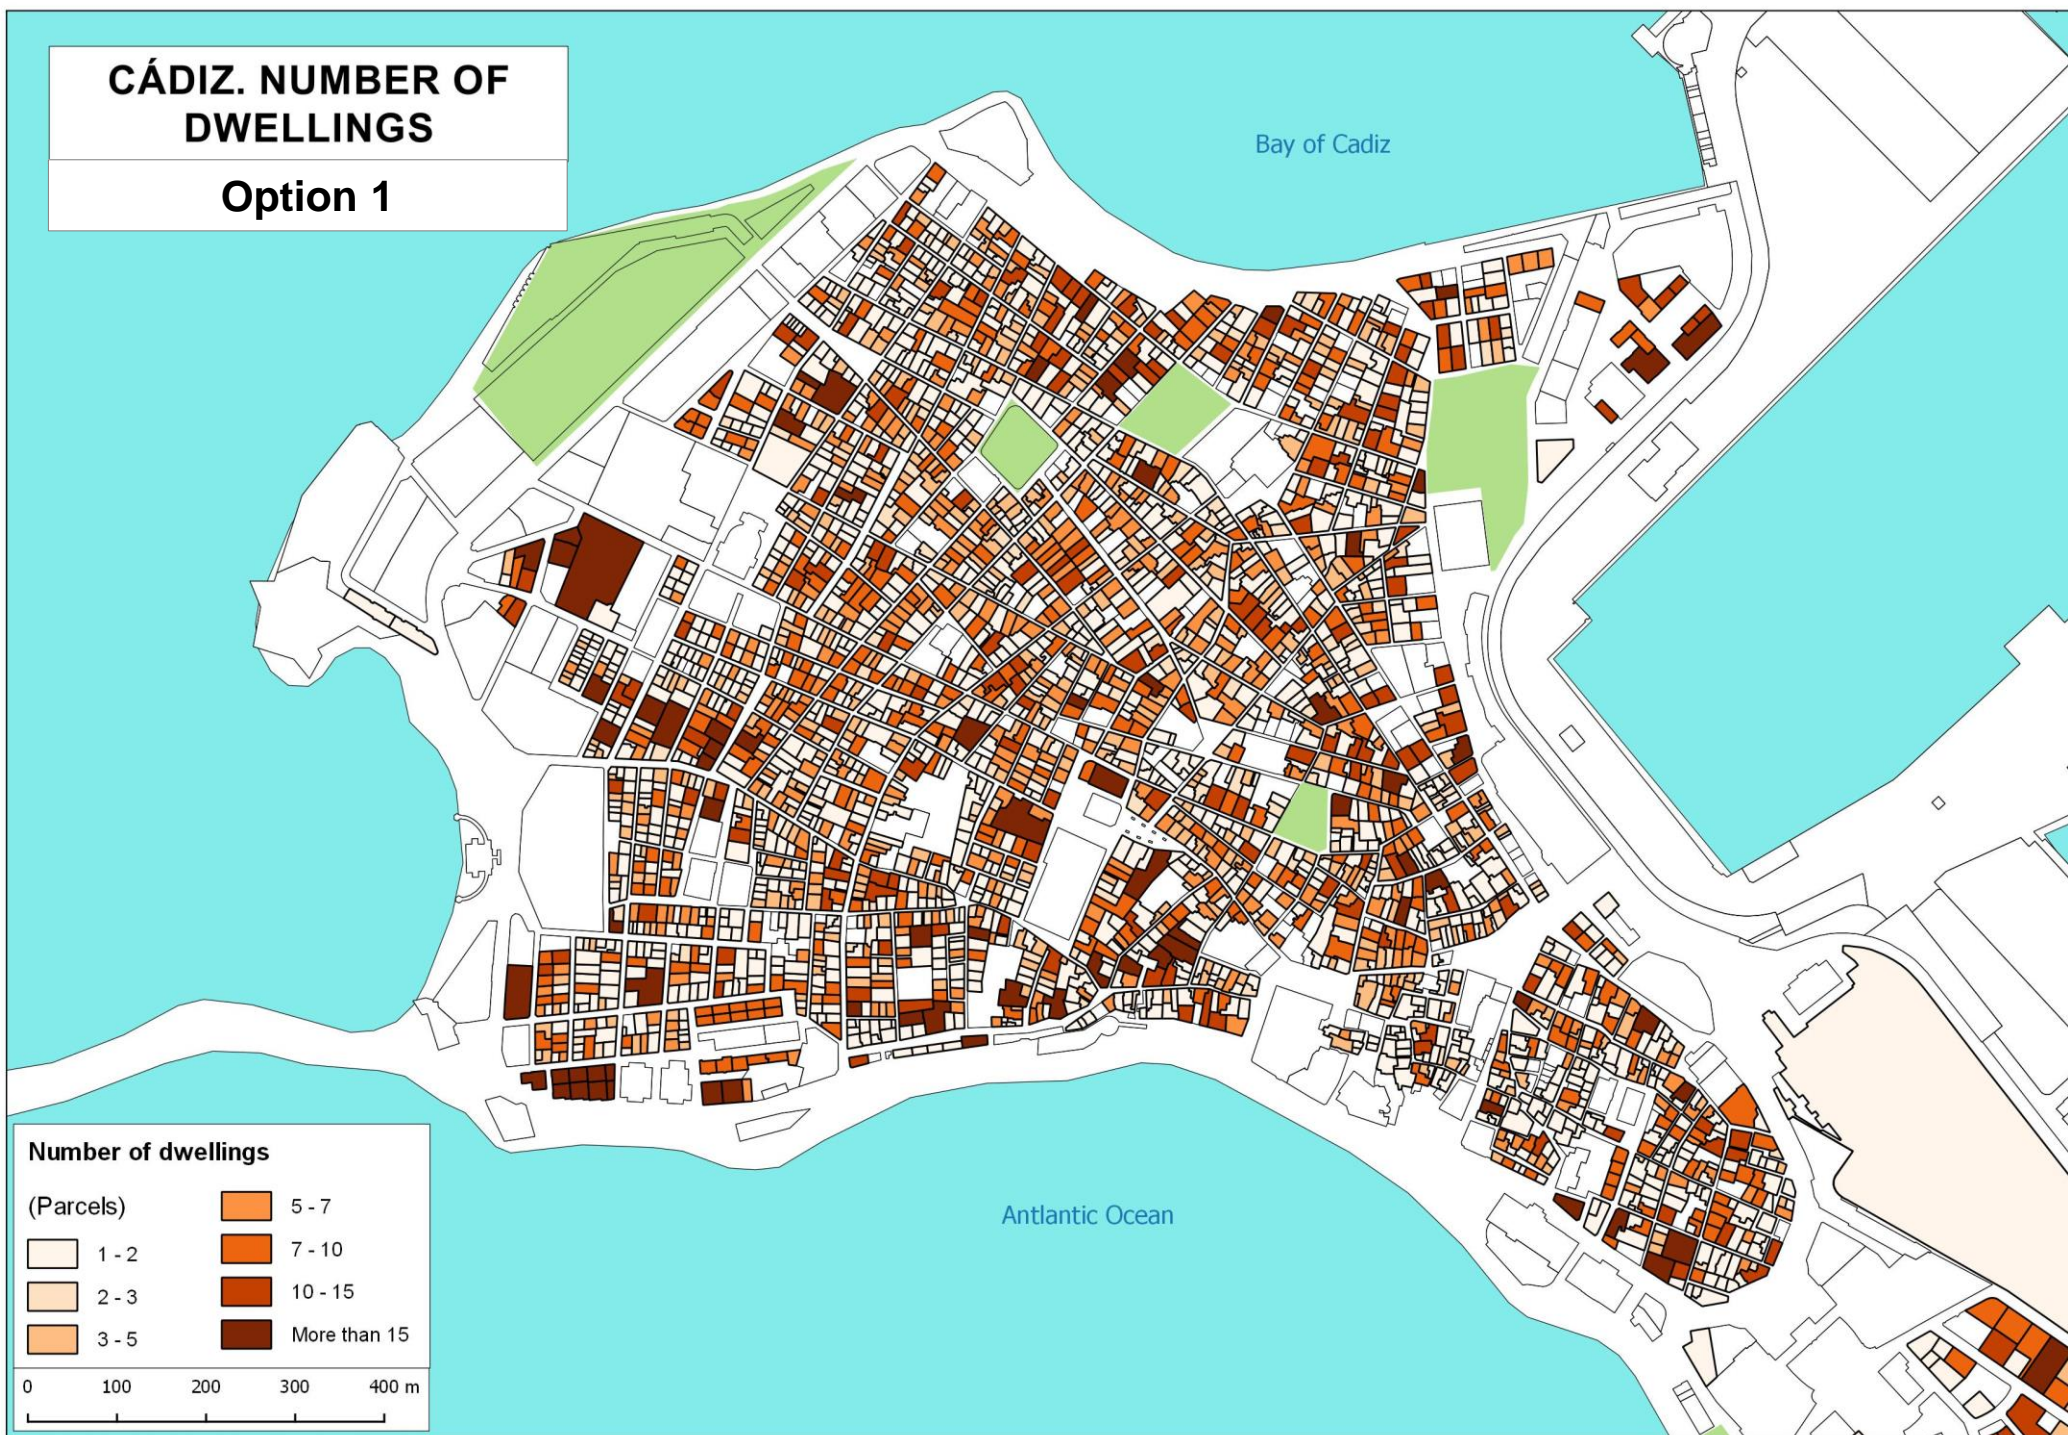 CÁDIZ. NUMBER OF
DWELLINGS
Option 1
Bay of Cadiz
Antlantic Ocean
Number of dwellings
(Parcels)
1 - 2
2 - 3
3 - 5
5 - 7
7 - 10
10 - 15
More than 15
0 100 200 300 400 m